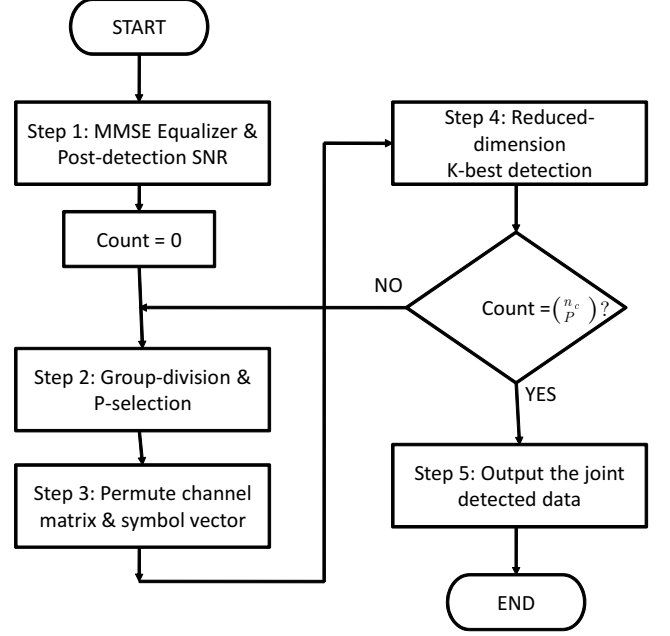 START
Step 1: MMSE Equalizer &
Post-detection SNR
Count = 0
Step 2: Group-division &
P-selection
Step 3: Permute channel
matrix & symbol vector
Step 4: Reduced-
dimension
K-best detection
NO
Count =(n_c
P)?
YES
Step 5: Output the joint
detected data
END